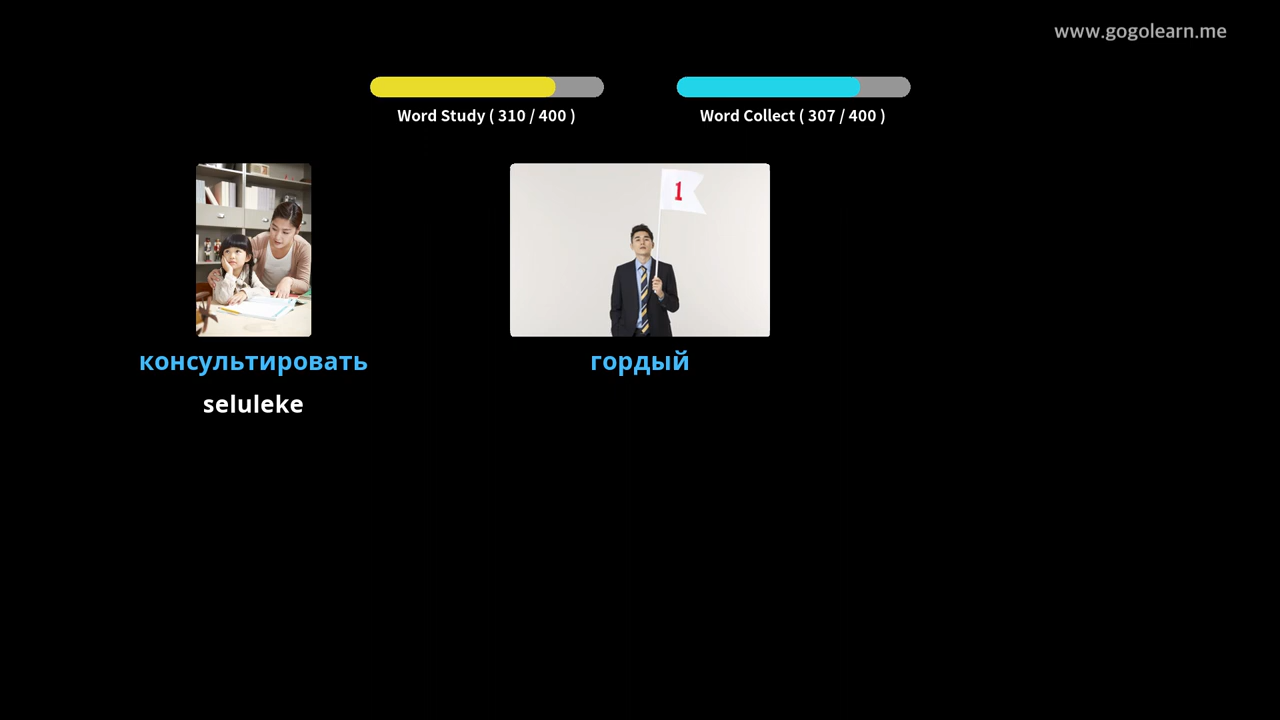 www.gogolearn.me
Word Study ( 310 / 400 )
Word Collect ( 307 / 400 )
1
консультировать
гордый
seluleke